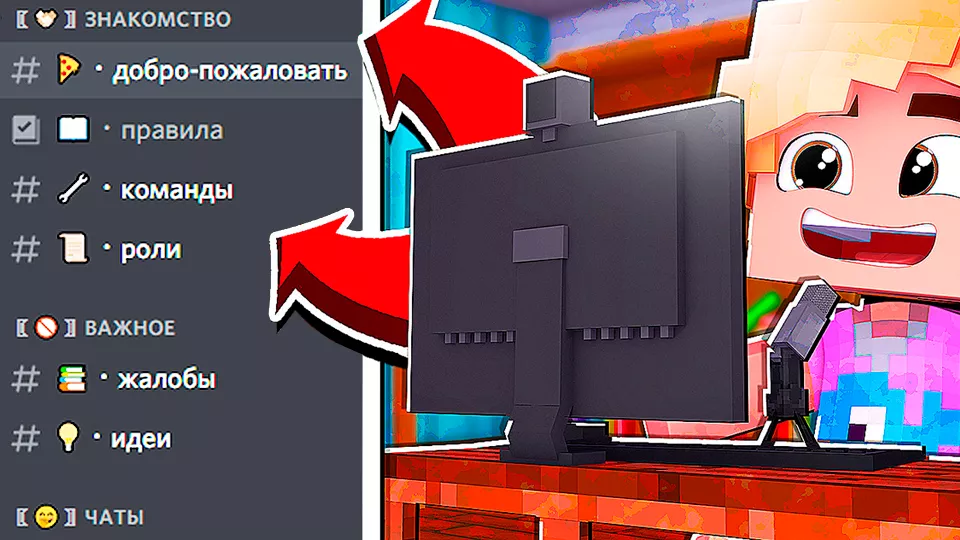 【🤝】ЗНАКОМСТВО
# 🍕・добро-пожаловать
📖・правила
# 🔧・команды
# 📜・роли
【🚫】ВАЖНОЕ
# 📚・жалобы
# 💡・идеи
【😋】ЧАТЫ